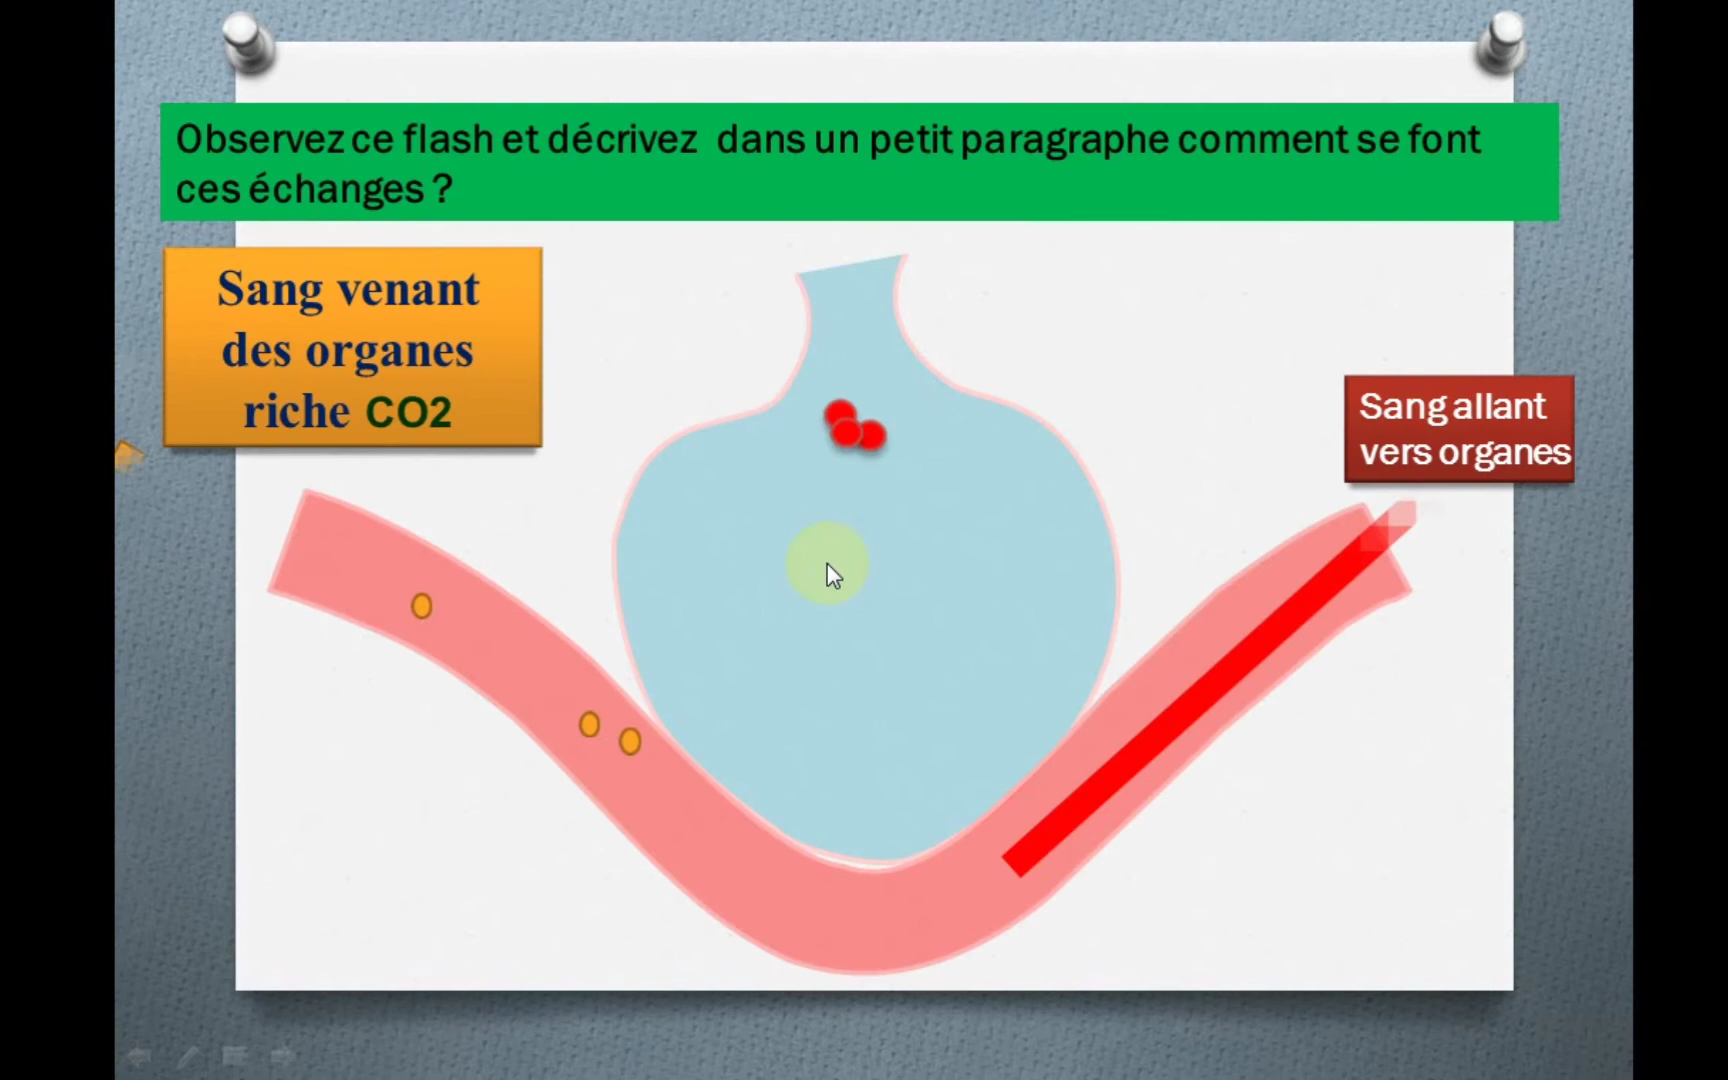 Observez ce flash et décrivez dans un petit paragraphe comment se font
ces échanges ?
Sang venant
des organes
riche CO2
Sang allant
vers organes